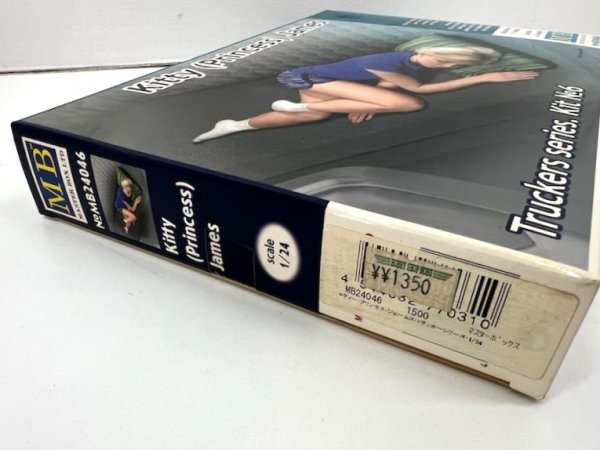 Kitty (Princess) James
Truckers series. Kit №6
MB
MASTER BOX LTD.
№MB24046
Kitty
(Princess)
James
scale
1/24
¥¥1350
MB24046 1500 マスターボックス